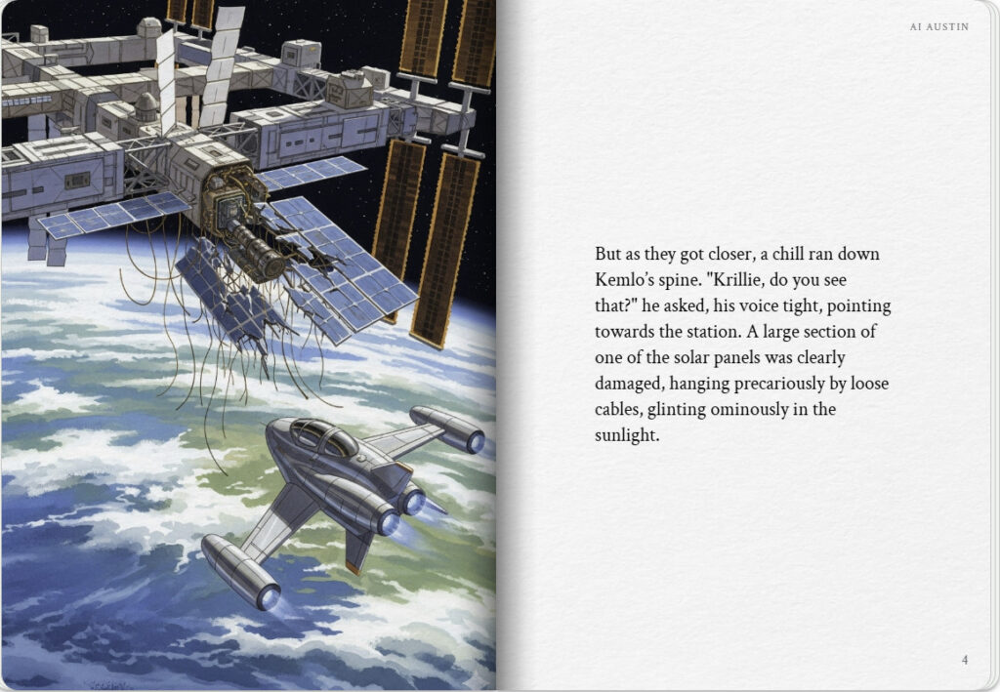 AI AUSTIN
But as they got closer, a chill ran down
Kemlo’s spine. "Krillie, do you see
that?" he asked, his voice tight, pointing
towards the station. A large section of
one of the solar panels was clearly
damaged, hanging precariously by loose
cables, glinting ominously in the
sunlight.
4